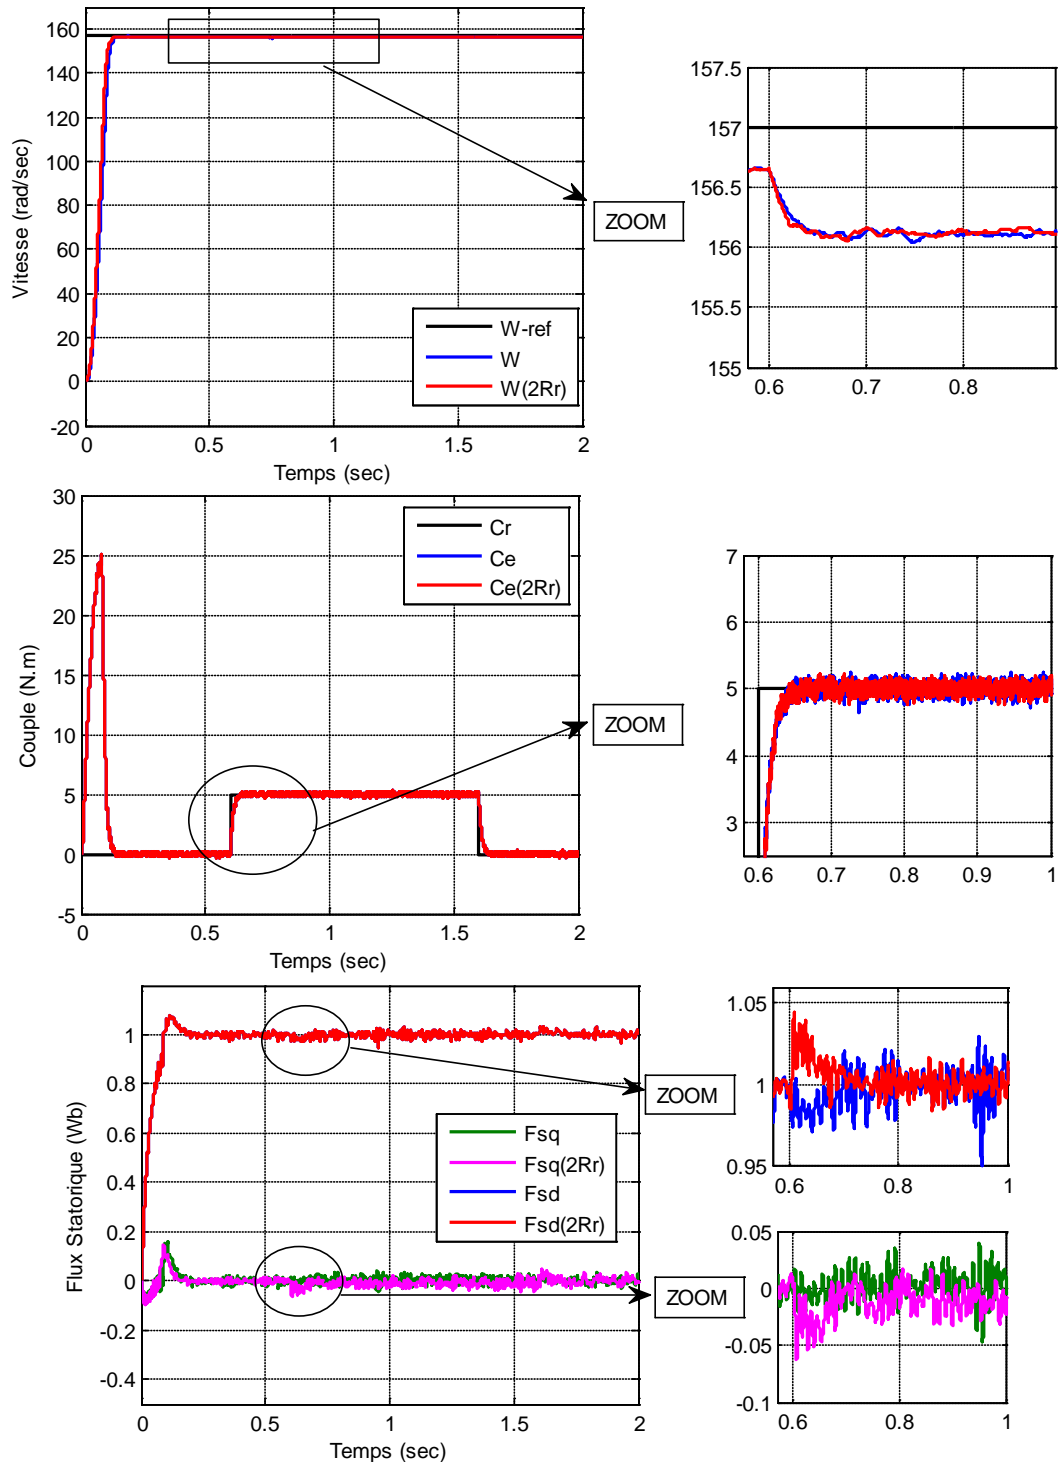 160
140
120
100
80
60
40
20
0
-20
0 0.5 1 1.5 2
Vitesse (rad/sec)
Temps (sec)
W-ref
W
W(2Rr)
ZOOM
157.5
157
156.5
156
155.5
155
0.6 0.7 0.8
30
25
20
15
10
5
0
-5
0 0.5 1 1.5 2
Couple (N.m)
Temps (sec)
Cr
Ce
Ce(2Rr)
ZOOM
7
6
5
4
3
0.6 0.7 0.8 0.9 1
1
0.8
0.6
0.4
0.2
0
-0.2
-0.4
0 0.5 1 1.5 2
Flux Statorique (Wb)
Temps (sec)
Fsq
Fsq(2Rr)
Fsd
Fsd(2Rr)
ZOOM
1.05
1
0.95
0.6 0.8 1
ZOOM
0.05
0
-0.05
-0.1
0.6 0.8 1